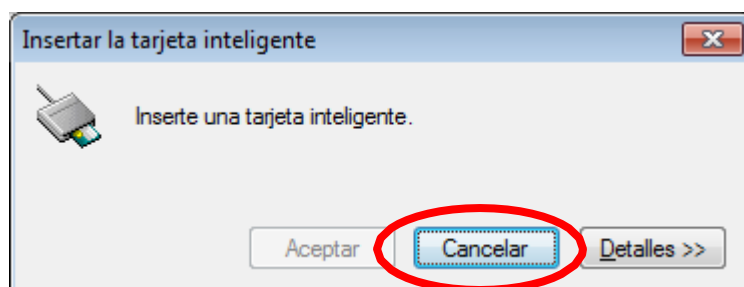 Insertar la tarjeta inteligente
Inserte una tarjeta inteligente.
Aceptar Cancelar Detalles >>